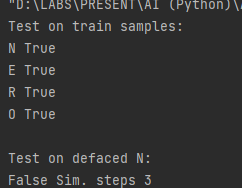 "D:\LABS\PRESENT\AI (Python)\
Test on train samples:
N True
E True
R True
O True
Test on defaced N:
False Sim. steps 3